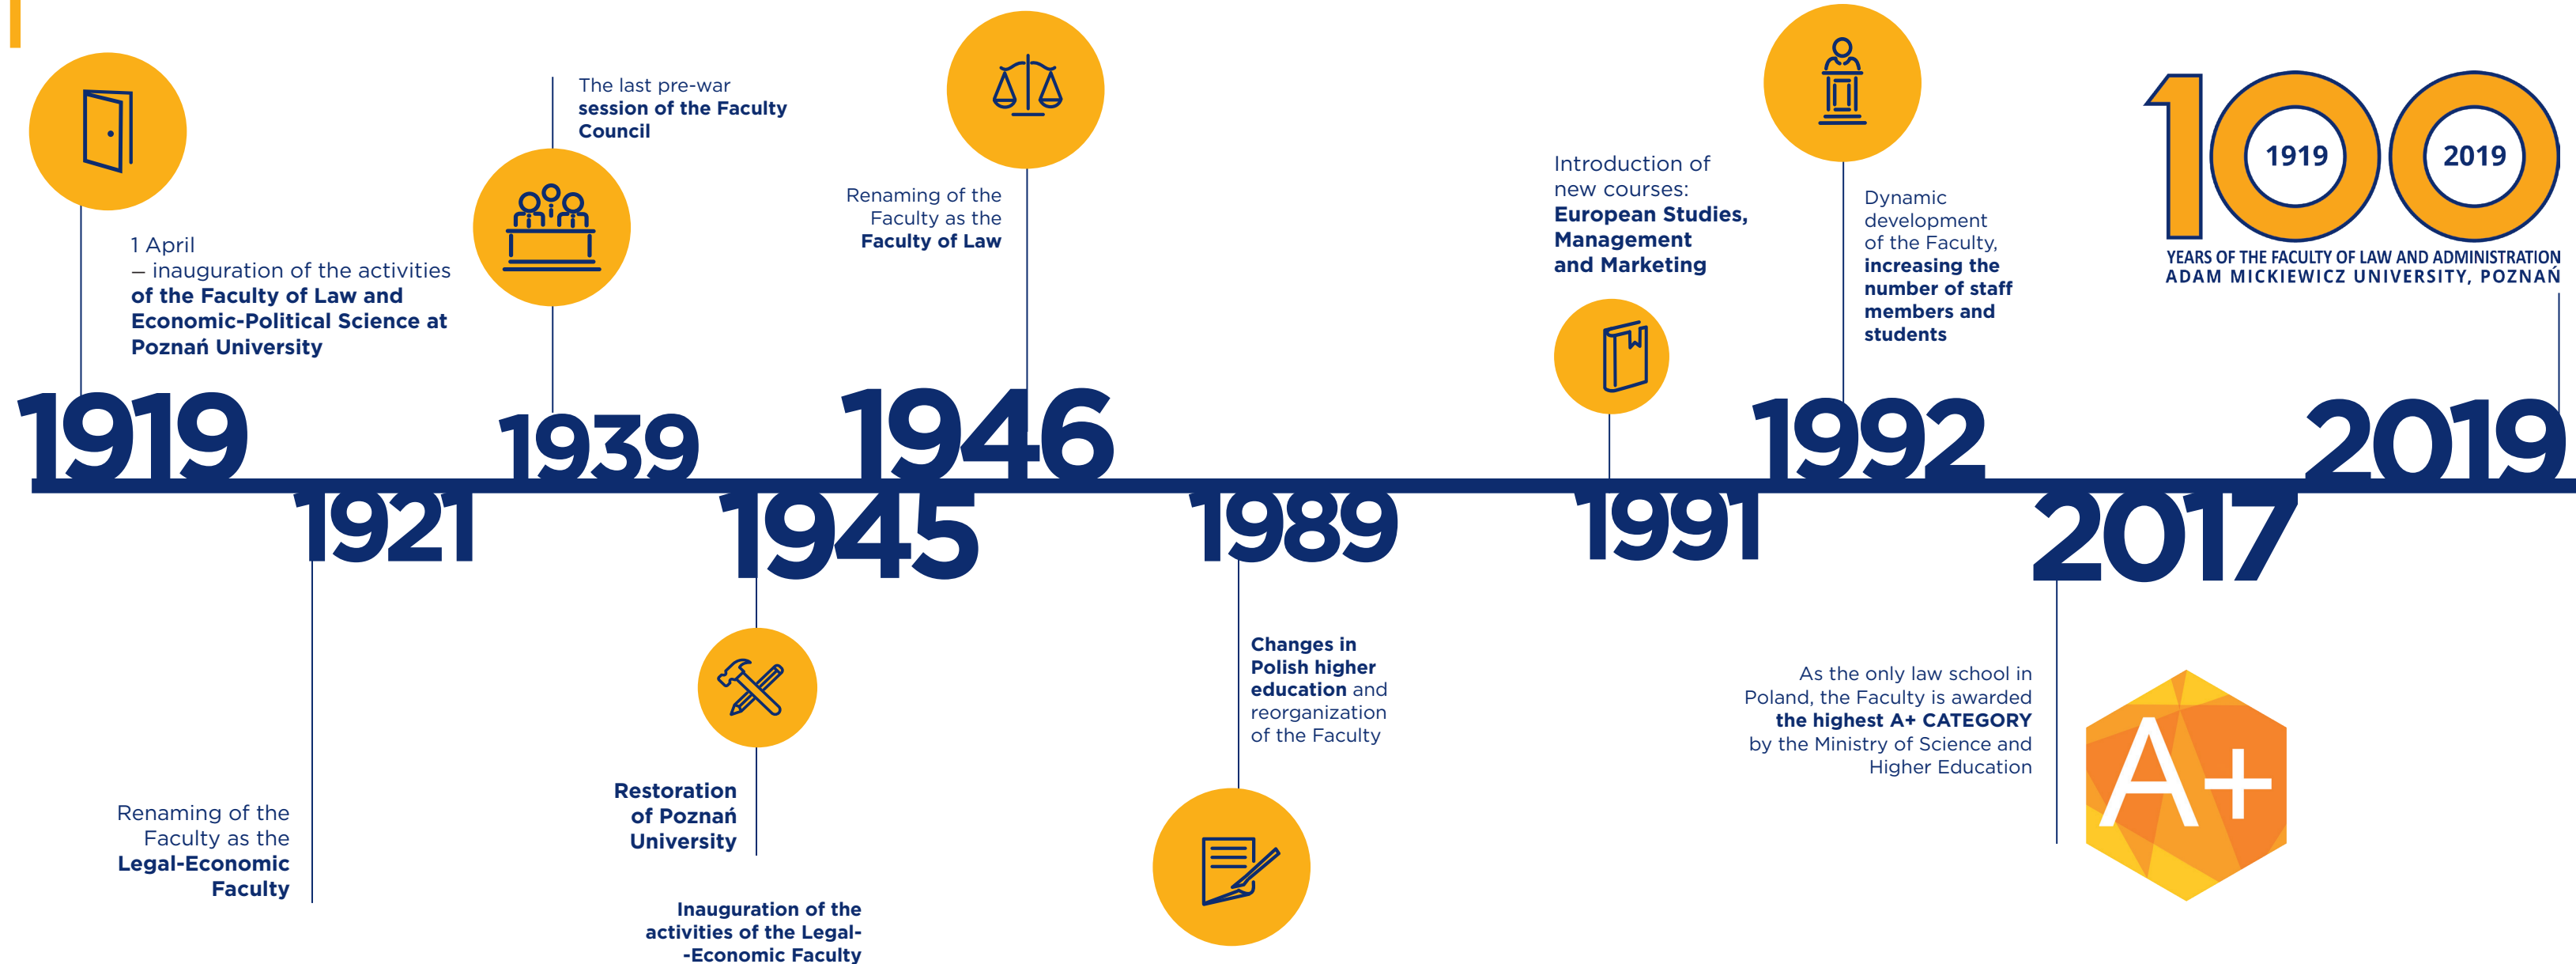 1919
1 April
– inauguration of the activities
of the Faculty of Law and
Economic-Political Science at
Poznań University
1921
Renaming of the
Faculty as the
Legal-Economic
Faculty
1939
The last pre-war
session of the Faculty
Council
1945
Restoration
of Poznań
University
Inauguration of the
activities of the Legal-
-Economic Faculty
1946
Renaming of the
Faculty as the
Faculty of Law
1989
Changes in
Polish higher
education and
reorganization
of the Faculty
1991
Introduction of
new courses:
European Studies,
Management
and Marketing
1992
Dynamic
development
of the Faculty,
increasing the
number of staff
members and
students
2017
As the only law school in
Poland, the Faculty is awarded
the highest A+ CATEGORY
by the Ministry of Science and
Higher Education
A+
2019
100
1919
2019
YEARS OF THE FACULTY OF LAW AND ADMINISTRATION
ADAM MICKIEWICZ UNIVERSITY, POZNAŃ